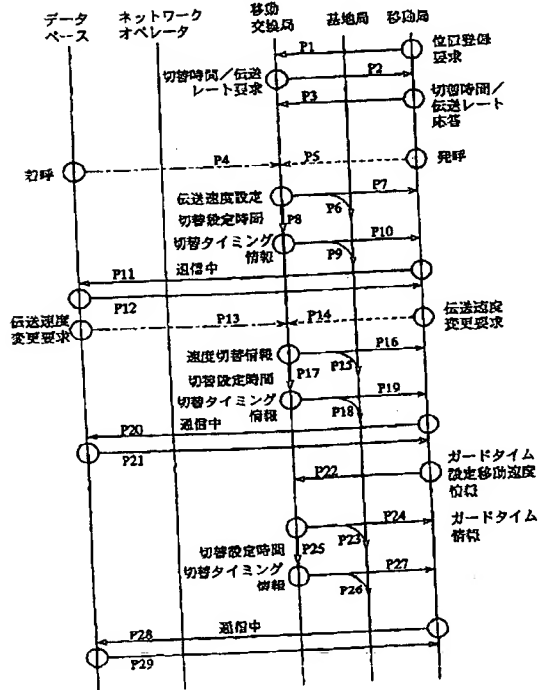 データ
ベース
ネットワーク
オペレータ
移動
交換局
基地局
移動局
P1
位置登録
要求
切替時間／伝送
レート要求
P2
P3
切替時間／
伝送レート
応答
着呼
P4
P5
発呼
伝送速度設定
P7
P6
切替設定時間
P8
切替タイミング
情報
P10
P9
P11
通信中
P12
伝送速度
変更要求
P13
P14
伝送速度
変更要求
速度切替情報
P16
P15
P17
切替設定時間
切替タイミング
情報
P19
P18
P20
通信中
P21
P22
ガードタイム
設定移動速度
情報
P24
ガードタイム
情報
P23
切替設定時間
P25
切替タイミング
情報
P27
P26
P28
通信中
P29